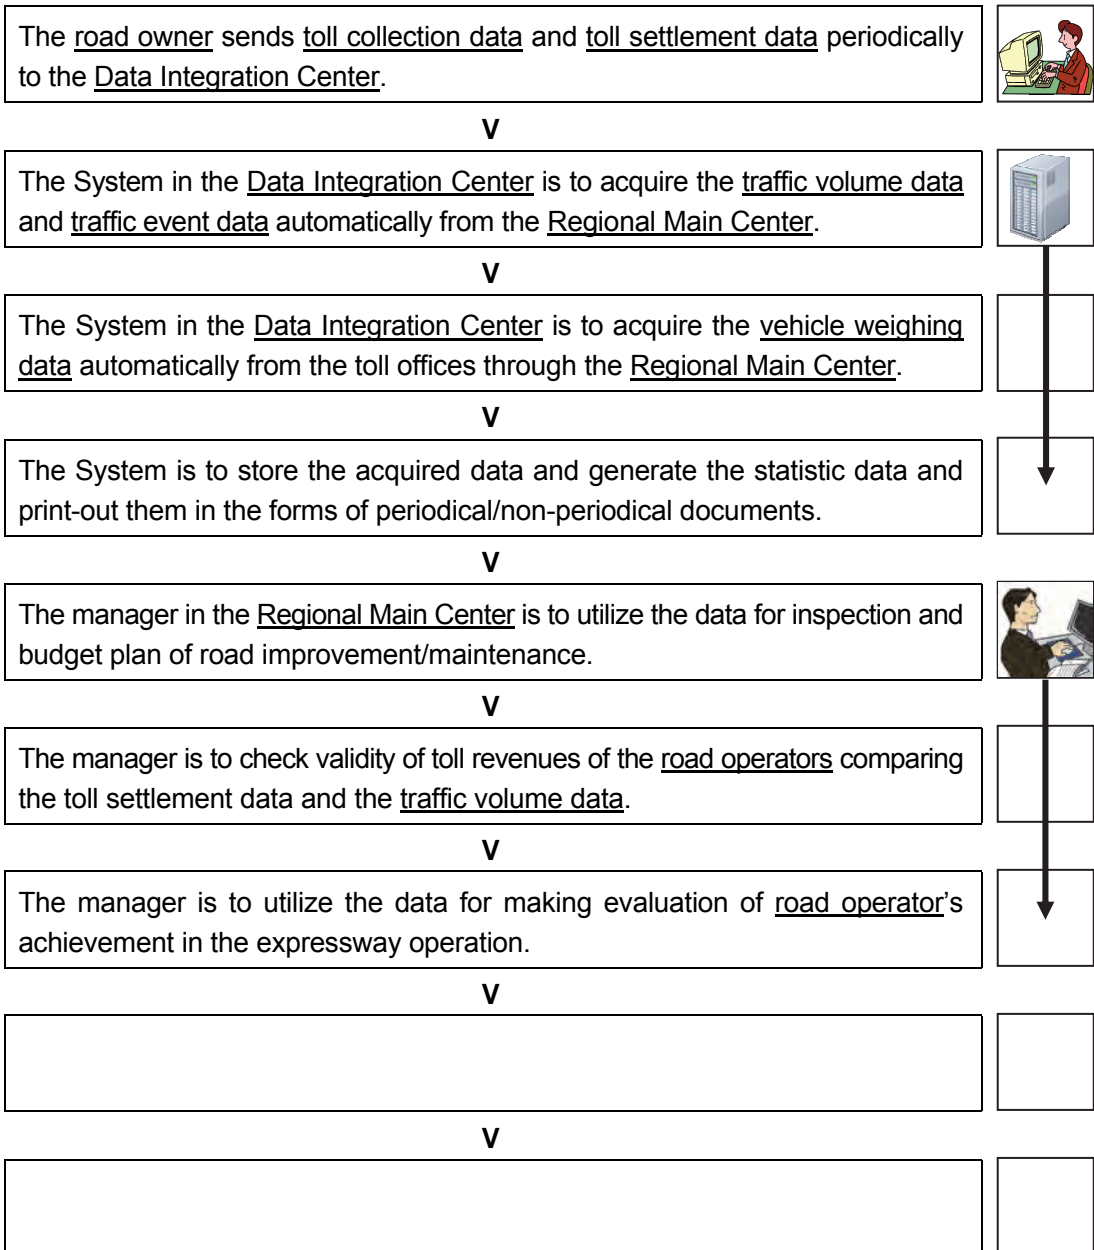 The road owner sends toll collection data and toll settlement data periodically
to the Data Integration Center.
V
The System in the Data Integration Center is to acquire the traffic volume data
and traffic event data automatically from the Regional Main Center.
V
The System in the Data Integration Center is to acquire the vehicle weighing
data automatically from the toll offices through the Regional Main Center.
V
The System is to store the acquired data and generate the statistic data and
print-out them in the forms of periodical/non-periodical documents.
V
The manager in the Regional Main Center is to utilize the data for inspection and
budget plan of road improvement/maintenance.
V
The manager is to check validity of toll revenues of the road operators comparing
the toll settlement data and the traffic volume data.
V
The manager is to utilize the data for making evaluation of road operator's
achievement in the expressway operation.
V
V